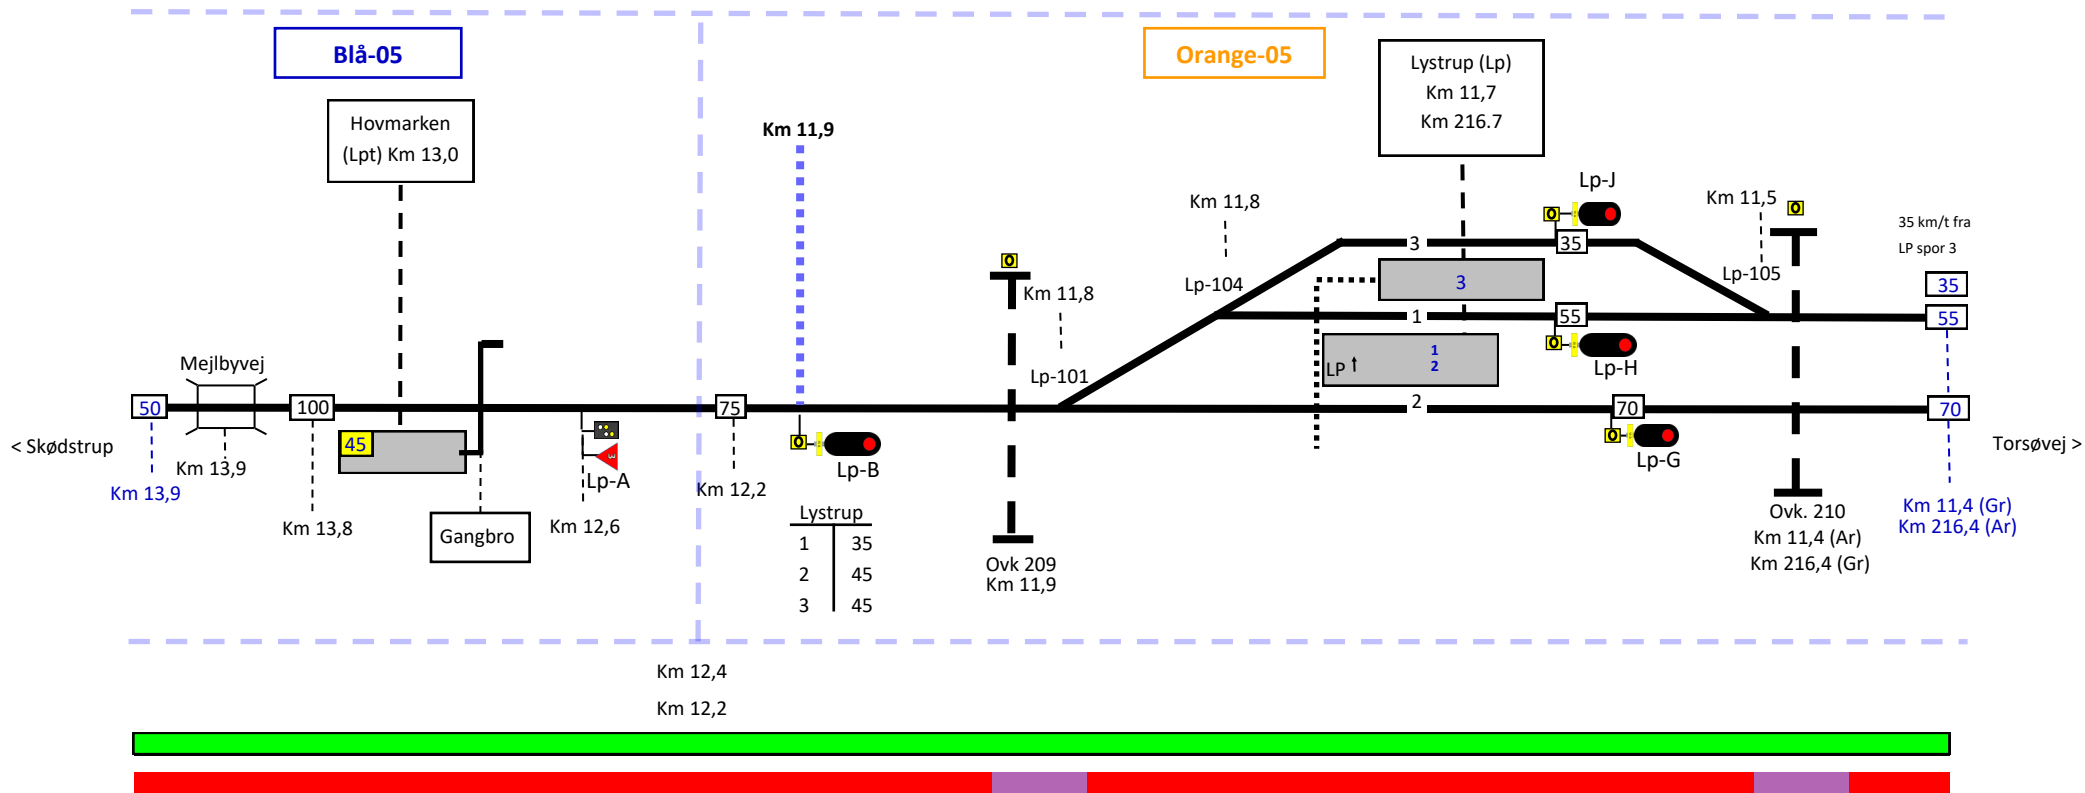 Blå-05
Orange-05
Hovmarken
(Lpt) Km 13,0
Km 11,9
Lystrup (Lp)
Km 11,7
Km 216.7
Lp-J
Km 11,8
Km 11,5
35 km/t fra
LP spor 3
3
35
Lp-104
Lp-105
3
35
Km 11,8
1
55
55
Mejlbyvej
LP
1
2
Lp-H
Lp-101
50
100
75
2
70
70
< Skødstrup
45
Torsøvej >
Km 13,9
Km 13,9
3
Lp-A
Km 12,2
Lp-B
Lp-G
Km 13,8
Gangbro
Km 12,6
Lystrup
1 35
2 45
3 45
Ovk 209
Km 11,9
Ovk. 210
Km 11,4 (Ar)
Km 216,4 (Gr)
Km 11,4 (Gr)
Km 216,4 (Ar)
Km 12,4
Km 12,2